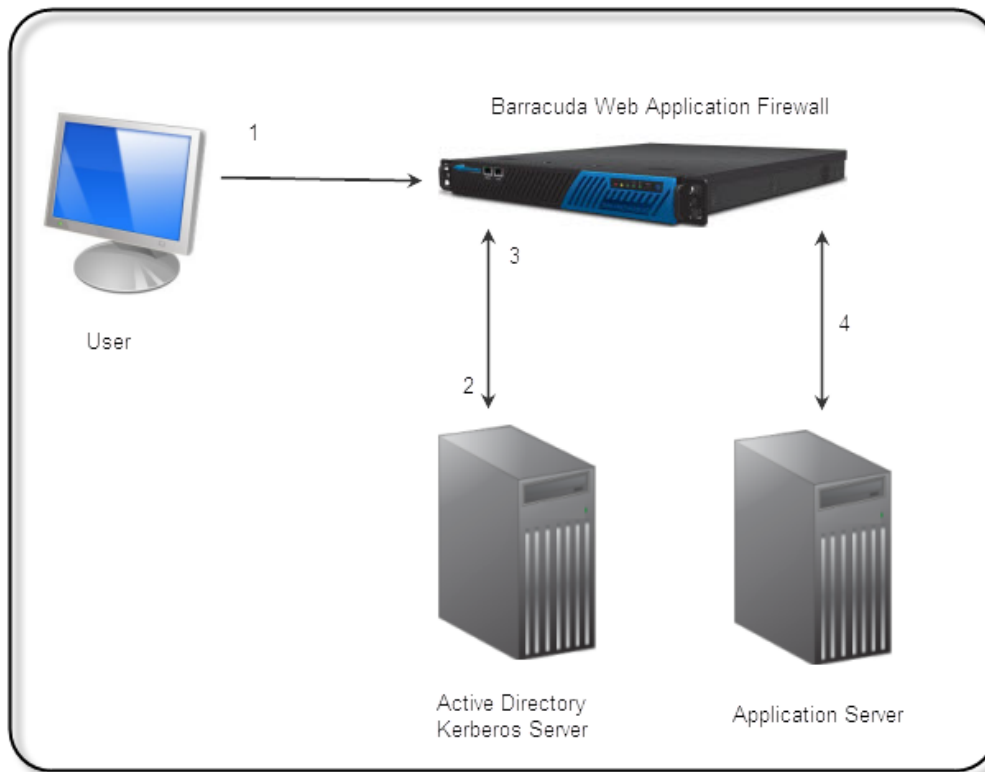 Barracuda Web Application Firewall
1
3
User
4
2
Active Directory
Kerberos Server
Application Server